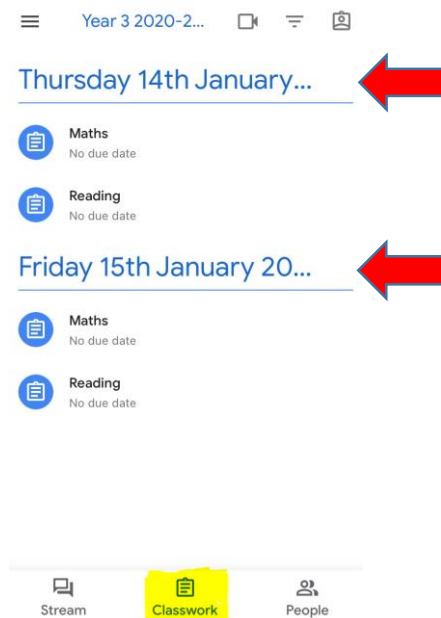 Year 3 2020-2...
Thursday 14th January...
Maths
No due date
Reading
No due date
Friday 15th January 20...
Maths
No due date
Reading
No due date
Stream Classwork People